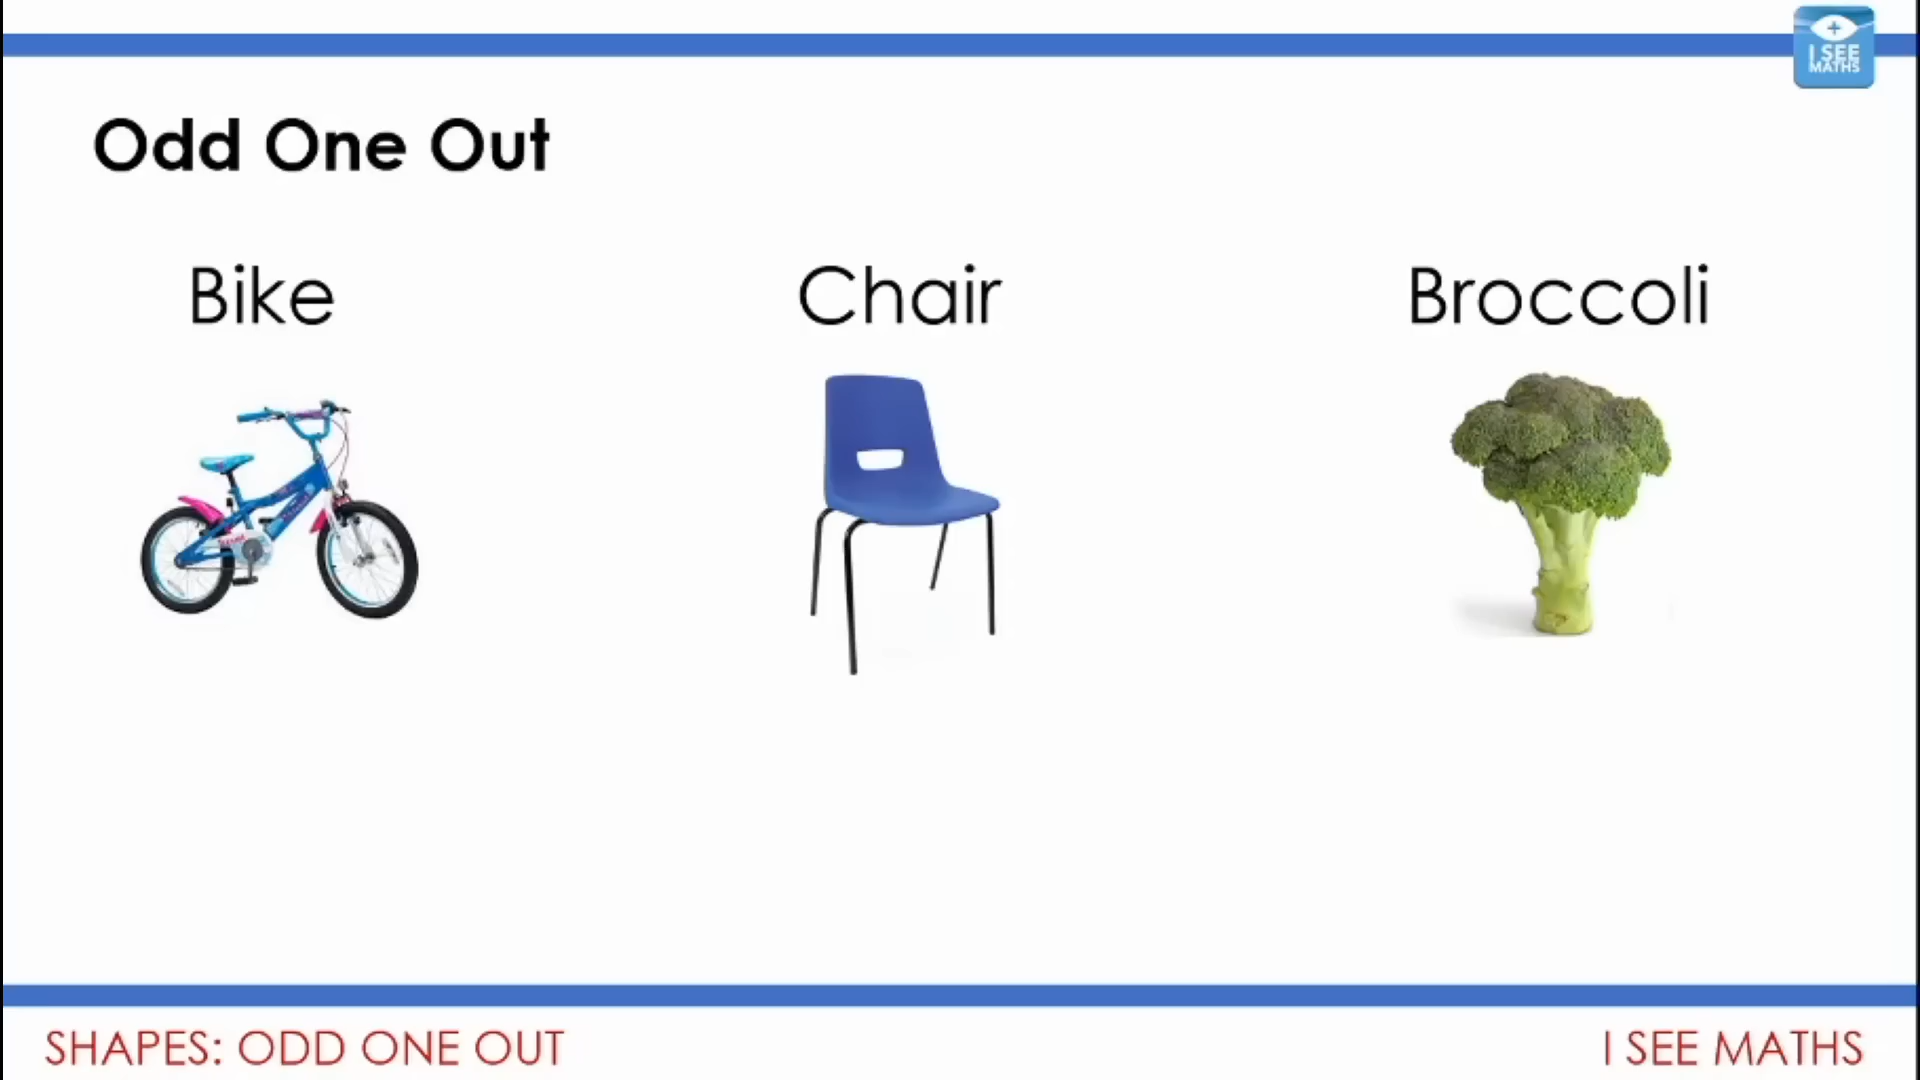 I SEE
MATHS
Odd One Out
Bike
Chair
Broccoli
SHAPES: ODD ONE OUT
I SEE MATHS